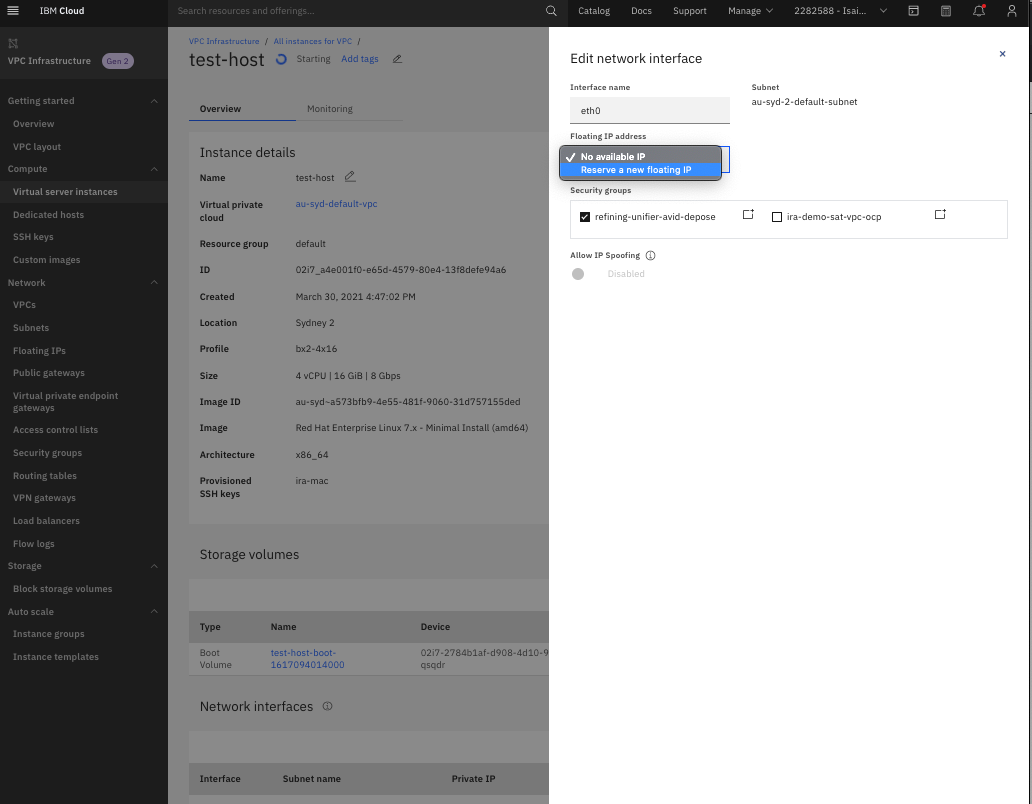 IBM Cloud
Search resources and offerings...
Catalog
Docs
Support
Manage
2282588 - Isai...
VPC Infrastructure
Gen 2
Getting started
Overview
VPC layout
Compute
Virtual server instances
Dedicated hosts
SSH keys
Custom images
Network
VPCs
Subnets
Floating IPs
Public gateways
Virtual private endpoint
gateways
Access control lists
Security groups
Routing tables
VPN gateways
Load balancers
Flow logs
Storage
Block storage volumes
Auto scale
Instance groups
Instance templates
VPC Infrastructure / All instances for VPC /
test-host
Starting
Add tags
Overview
Monitoring
Instance details
Name
test-host
Virtual private
cloud
au-syd-default-vpc
Resource group
default
ID
02i7_a4e001f0-e65d-4579-80e4-13f8defe94a6
Created
March 30, 2021 4:47:02 PM
Location
Sydney 2
Profile
bx2-4x16
Size
4 vCPU | 16 GiB | 8 Gbps
Image ID
au-syd~a573bfb9-4e55-481f-9060-31d757155ded
Image
Red Hat Enterprise Linux 7.x - Minimal Install (amd64)
Architecture
x86_64
Provisioned
SSH keys
ira-mac
Storage volumes
Type
Name
Device
Boot
Volume
test-host-boot-
1617094014000
02i7-2784b1af-d908-4d10-9
qsqdr
Network interfaces
Interface
Subnet name
Private IP
Edit network interface
Interface name
eth0
Subnet
au-syd-2-default-subnet
Floating IP address
No available IP
Reserve a new floating IP
Security groups
refining-unifier-avid-depose
ira-demo-sat-vpc-ocp
Allow IP Spoofing
Disabled